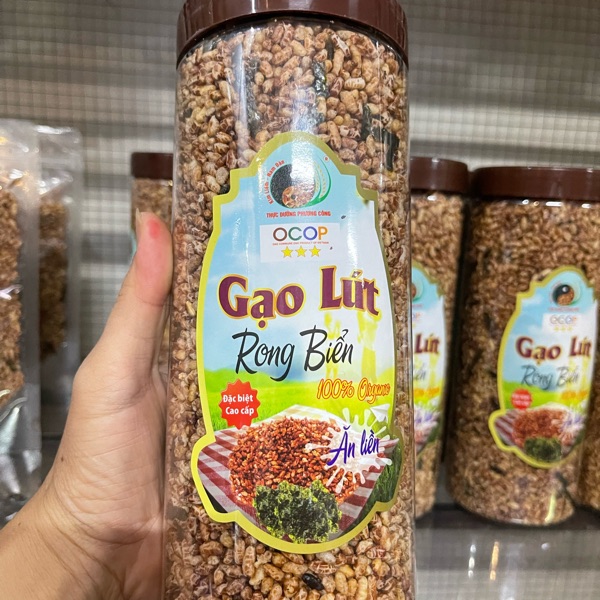 THỰC DƯỠNG PHƯƠNG CÔNG
OCOP
Gạo Lứt
Rong Biển
100% Organic
Đặc biệt
Cao cấp
Ăn liền
OCOP
Gạo Lứt
Rong Biển